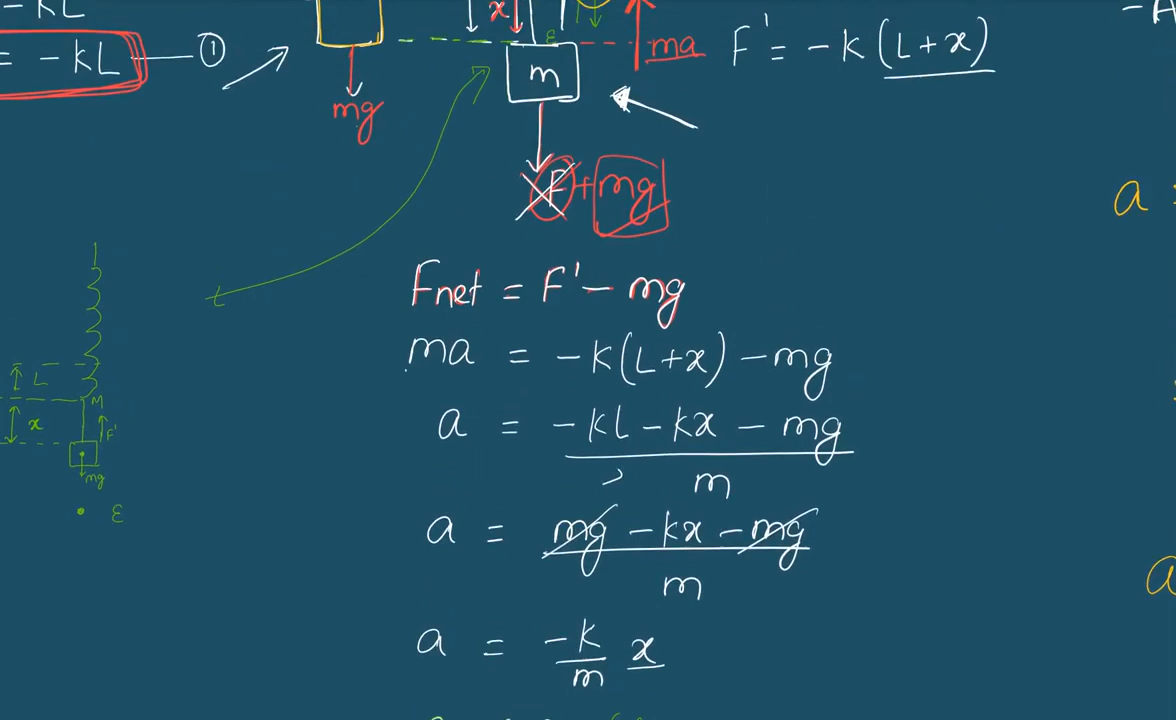 -KL
= -KL ①
mg
x
ε
m
F + mg
ma
F' = -K(L+x)
-A
a =
L
M
x
F'
mg
ε
Fnet = F' - mg
ma = -K(L+x) - mg
a = -kl - kx - mg
m
a = mg - kx - mg
m
a = -k x
m
a